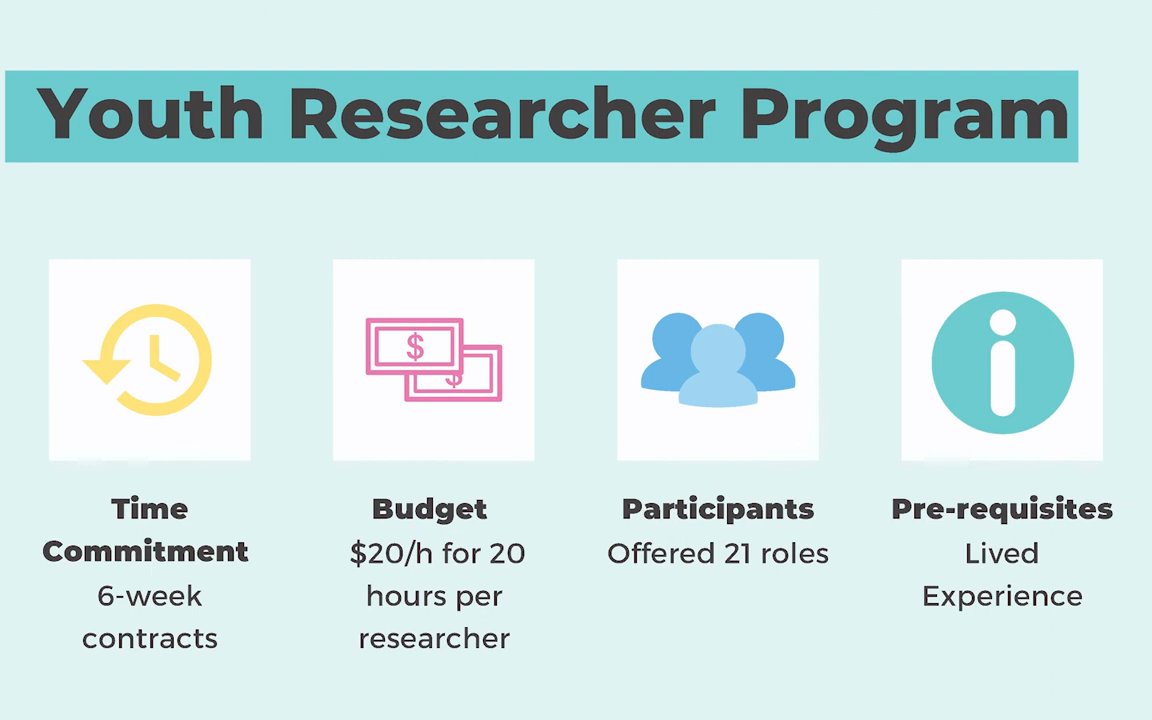 Youth Researcher Program
$
$
Time
Commitment
6-week
contracts
Budget
$20/h for 20
hours per
researcher
Participants
Offered 21 roles
Pre-requisites
Lived
Experience